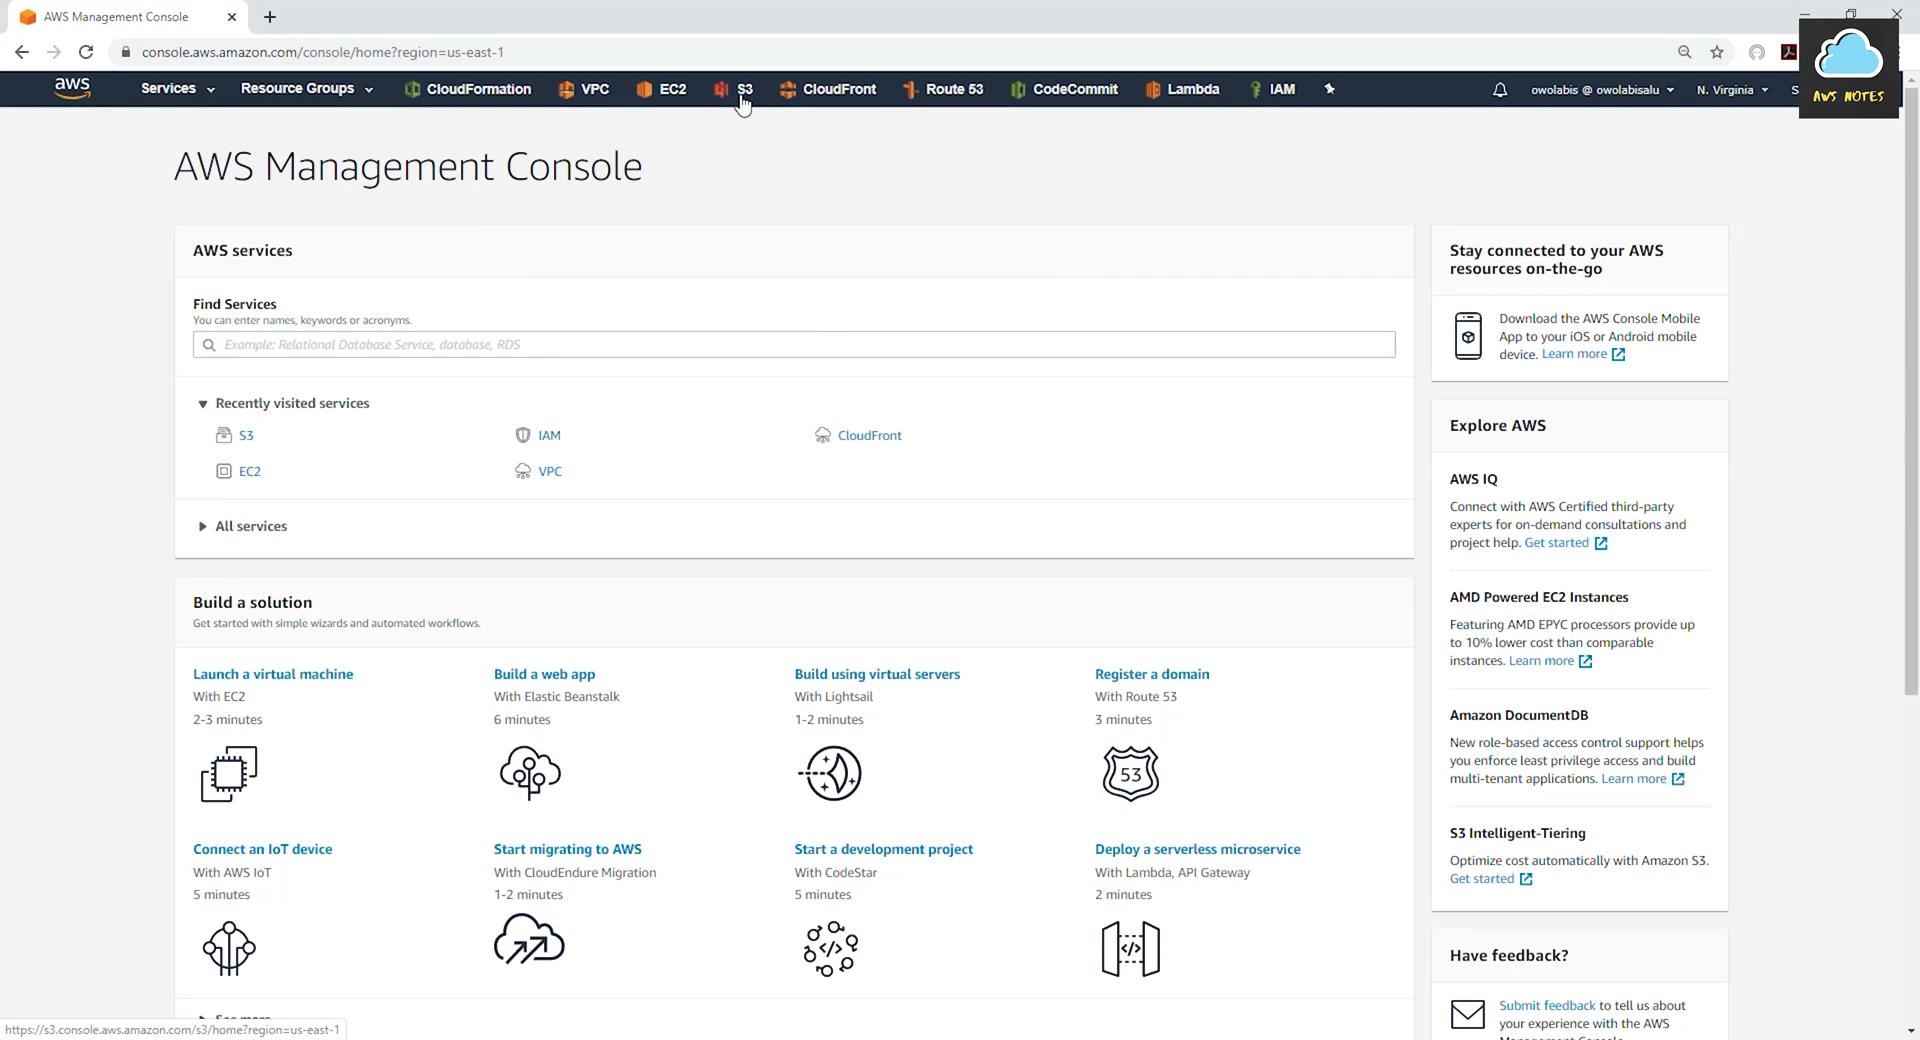 AWS Management Console
console.aws.amazon.com/console/home?region=us-east-1
aws
Services
Resource Groups
CloudFormation
VPC
EC2
S3
CloudFront
Route 53
CodeCommit
Lambda
IAM
owolabis @ owolabisalu
N. Virginia
S
AWS NOTES
AWS Management Console
AWS services
Find Services
You can enter names, keywords or acronyms.
Example: Relational Database Service, database, RDS
Recently visited services
S3
IAM
CloudFront
EC2
VPC
All services
Build a solution
Get started with simple wizards and automated workflows.
Launch a virtual machine
With EC2
2-3 minutes
Build a web app
With Elastic Beanstalk
6 minutes
Build using virtual servers
With Lightsail
1-2 minutes
Register a domain
With Route 53
3 minutes
53
Connect an IoT device
With AWS IoT
5 minutes
Start migrating to AWS
With CloudEndure Migration
1-2 minutes
Start a development project
With CodeStar
5 minutes
</>
Deploy a serverless microservice
With Lambda, API Gateway
2 minutes
</>
See more
Stay connected to your AWS
resources on-the-go
Download the AWS Console Mobile
App to your iOS or Android mobile
device. Learn more
Explore AWS
AWS IQ
Connect with AWS Certified third-party
experts for on-demand consultations and
project help. Get started
AMD Powered EC2 Instances
Featuring AMD EPYC processors provide up
to 10% lower cost than comparable
instances. Learn more
Amazon DocumentDB
New role-based access control support helps
you enforce least privilege access and build
multi-tenant applications. Learn more
S3 Intelligent-Tiering
Optimize cost automatically with Amazon S3.
Get started
Have feedback?
Submit feedback to tell us about
your experience with the AWS
Management Console.
https://s3.console.aws.amazon.com/s3/home?region=us-east-1